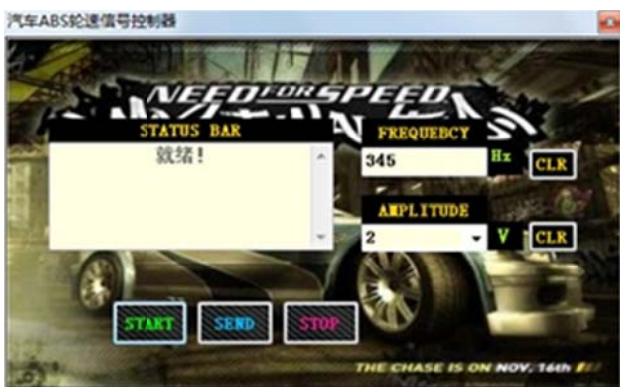 汽车ABS轮速信号控制器
NEED FOR SPEED
STATUS BAR
就绪!
FREQUEBCY
345
Hz
CLR
AMPLITUDE
2
V
CLR
START
SEND
STOP
THE CHASE IS ON NOV. 16th